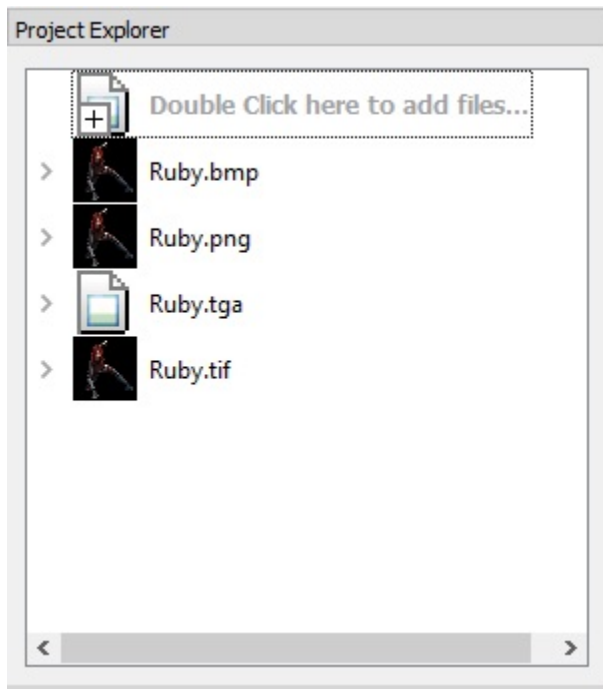 Project Explorer
Double Click here to add files...
Ruby.bmp
Ruby.png
Ruby.tga
Ruby.tif